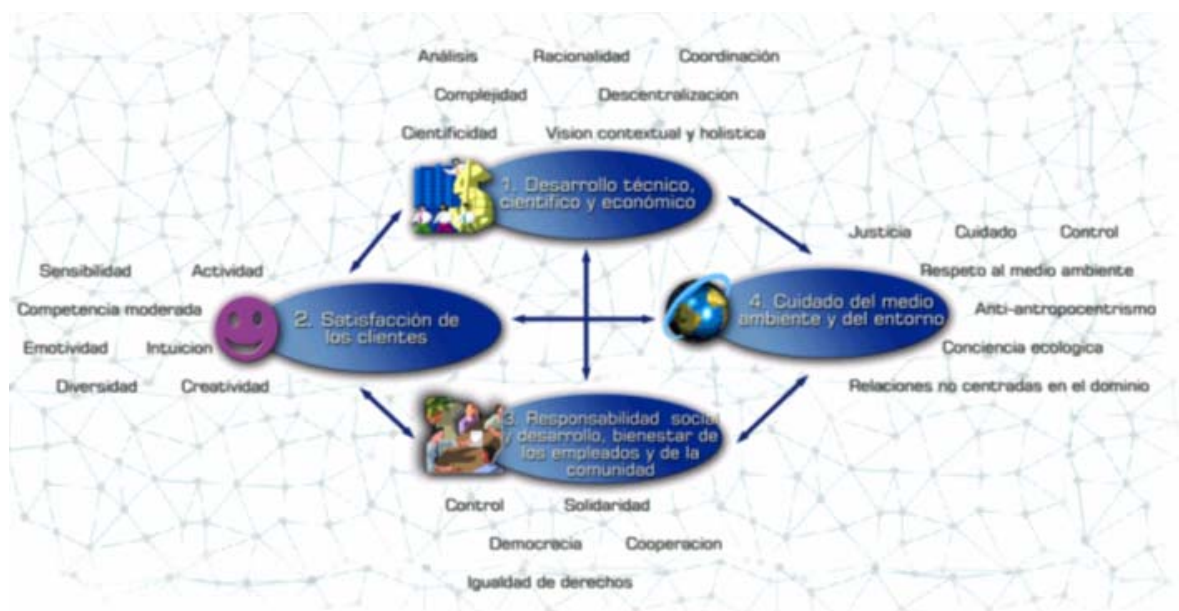 Análisis Racionalidad Coordinación
Complejidad Descentralizacion
Cientificidad Vision contextual y holistica
1. Desarrollo técnico,
científico y económico
Justicia Cuidado Control
Respeto al medio ambiente
Anti-antropocentrismo
Conciencia ecologica
Relaciones no centradas en el dominio
4. Cuidado del medio
ambiente y del entorno
Sensibilidad Actividad
Competencia moderada
Emotividad Intuicion
Diversidad Creatividad
2. Satisfacción de
los clientes
3. Responsabilidad social
y desarrollo, bienestar de
los empleados y de la
comunidad
Control Solidaridad
Democracia Cooperacion
Igualdad de derechos